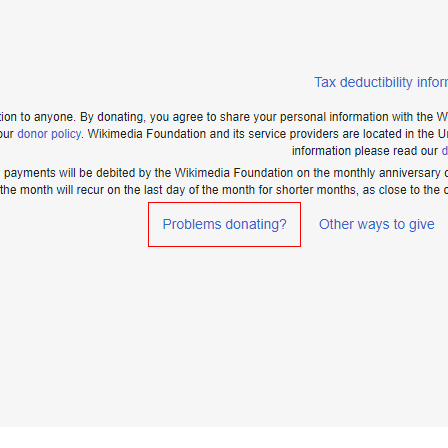 Tax deductibility infor
tion to anyone. By donating, you agree to share your personal information with the W
our donor policy. Wikimedia Foundation and its service providers are located in the U
information please read our d
payments will be debited by the Wikimedia Foundation on the monthly anniversary o
the month will recur on the last day of the month for shorter months, as close to the o
Problems donating? Other ways to give